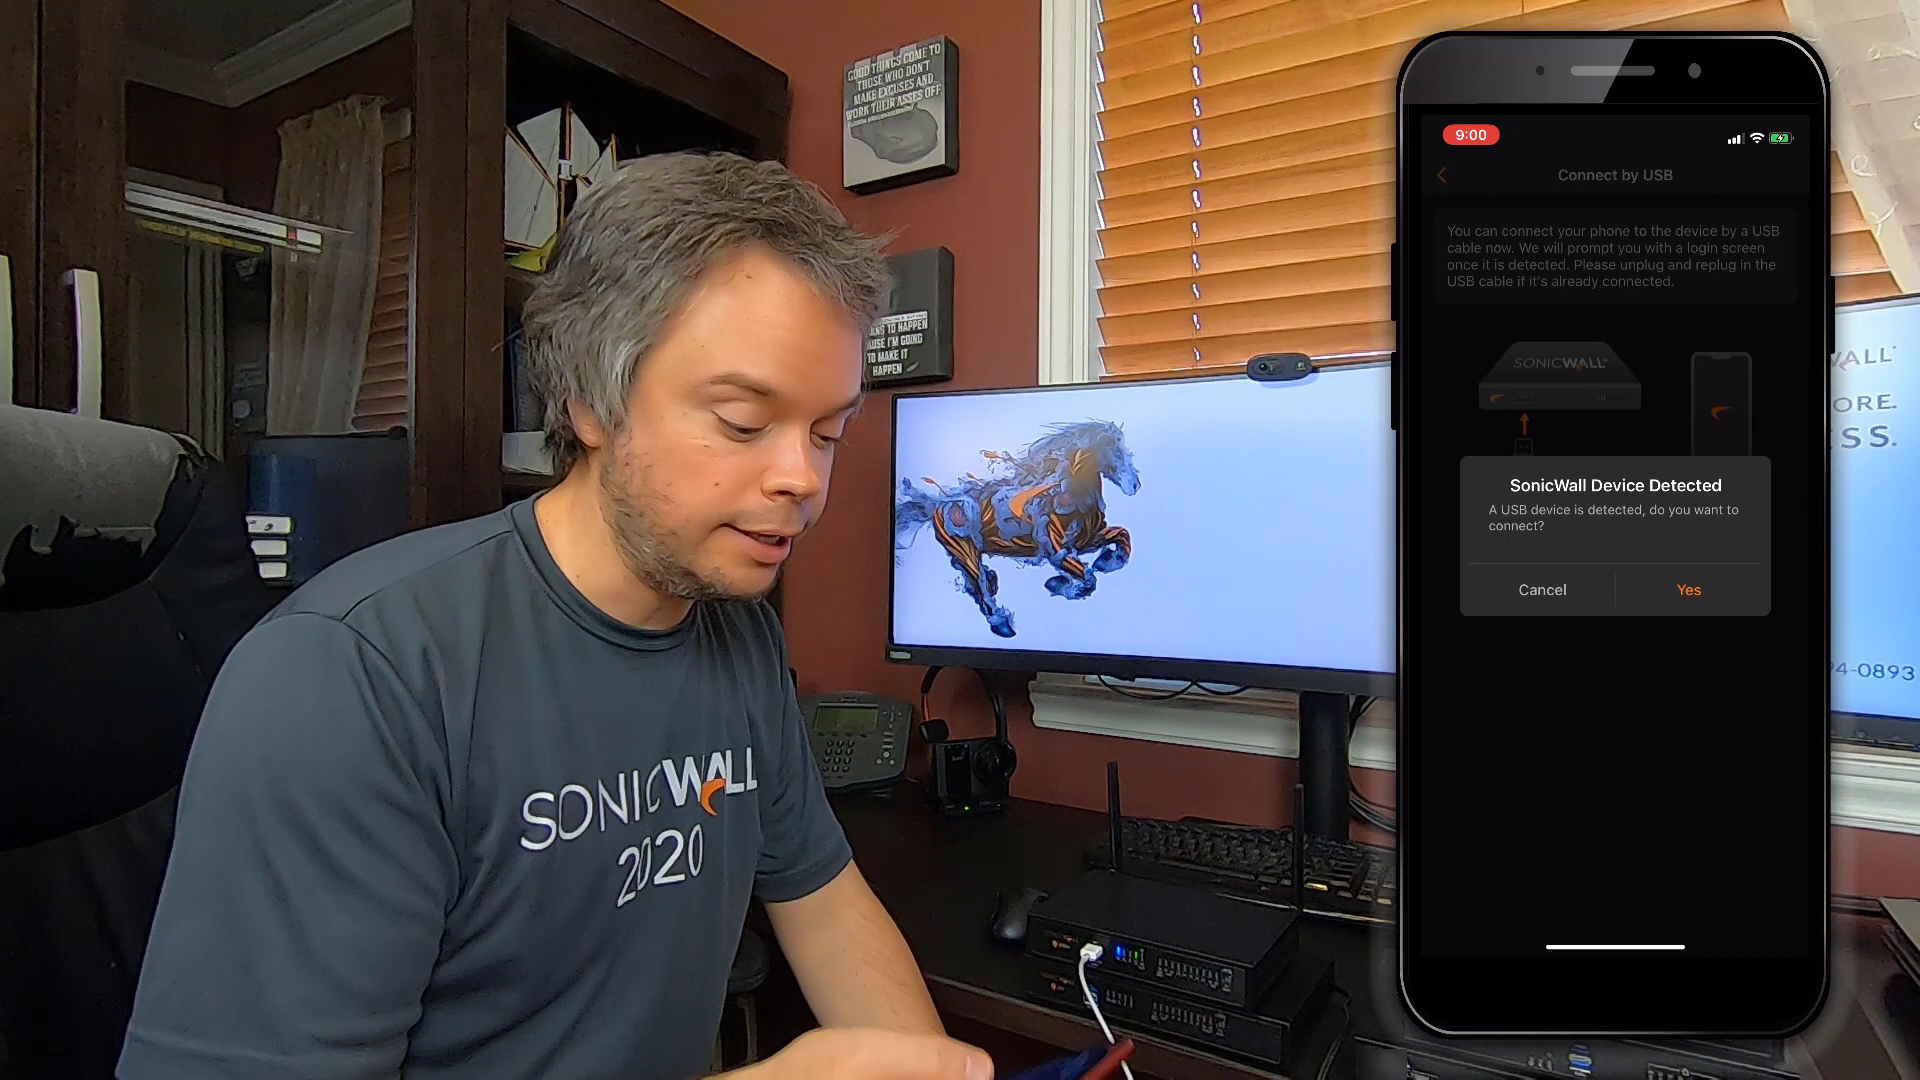 GOOD THINGS COME TO
THOSE WHO DON'T
MAKE EXCUSES AND
WORK THEIR ASSES OFF.
TO HAPPEN
I'M GOING
TO MAKE IT
HAPPEN
SONICWALL
2020
9:00
Connect by USB
You can connect your phone to the device by a USB
cable now. We will prompt you with a login screen
once it is detected. Please unplug and replug in the
USB cable if it's already connected.
SONICWALL
SonicWall Device Detected
A USB device is detected, do you want to
connect?
Cancel
Yes
WALL
ORE.
SS.
4-0893